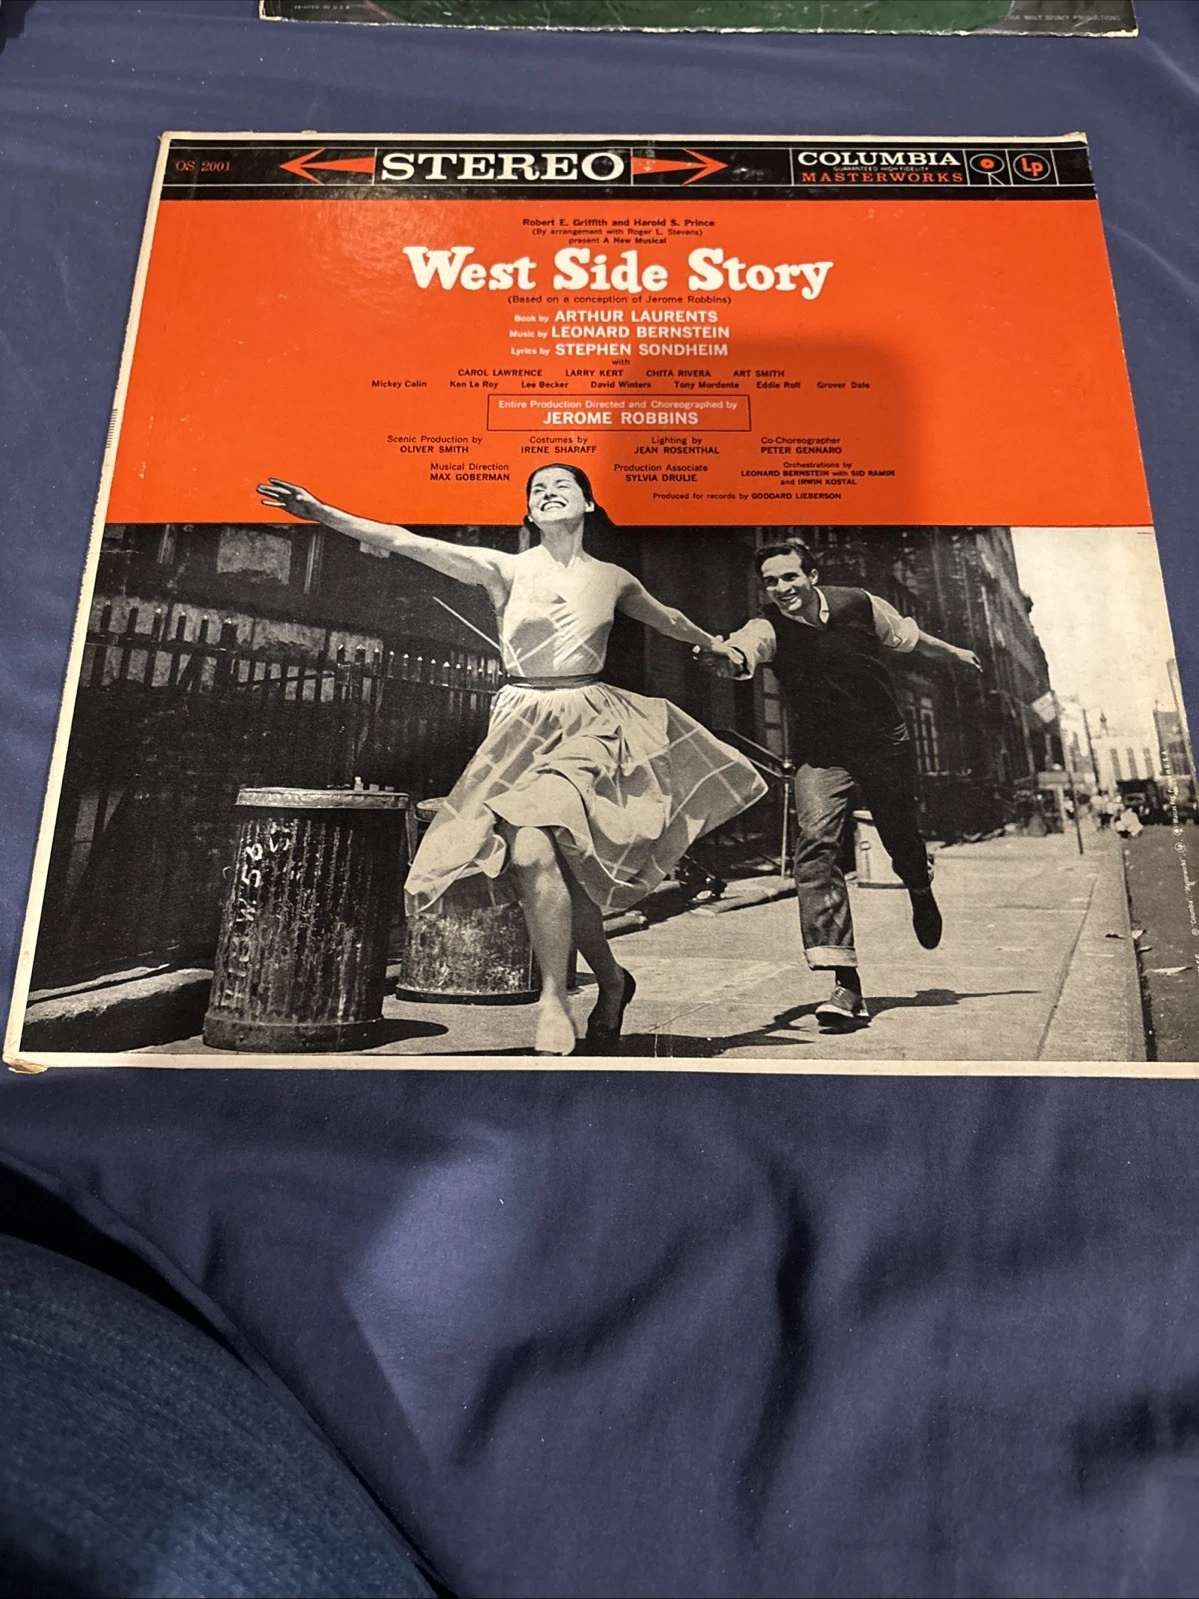 PRINTED IN U.S.A.
WALT DISNEY PRODUCTIONS
OS 2001
STEREO
COLUMBIA
GUARANTEED HIGH FIDELITY
MASTERWORKS
Lp
Robert E. Griffith and Harold S. Prince
(By arrangement with Roger L. Stevens)
present A New Musical
West Side Story
(Based on a conception of Jerome Robbins)
Book by ARTHUR LAURENTS
Music by LEONARD BERNSTEIN
Lyrics by STEPHEN SONDHEIM
with
CAROL LAWRENCE LARRY KERT CHITA RIVERA ART SMITH
Mickey Calin Ken Le Roy Lee Becker David Winters Tony Mordente Eddie Roll Grover Dale
Entire Production Directed and Choreographed by
JEROME ROBBINS
Scenic Production by OLIVER SMITH
Costumes by IRENE SHARAFF
Lighting by JEAN ROSENTHAL
Co-Choreographer PETER GENNARO
Musical Direction MAX GOBERMAN
Production Associate SYLVIA DRULIE
Orchestrations by
LEONARD BERNSTEIN with SID RAMIN
and IRWIN KOSTAL
Produced for records by GODDARD LIEBERSON